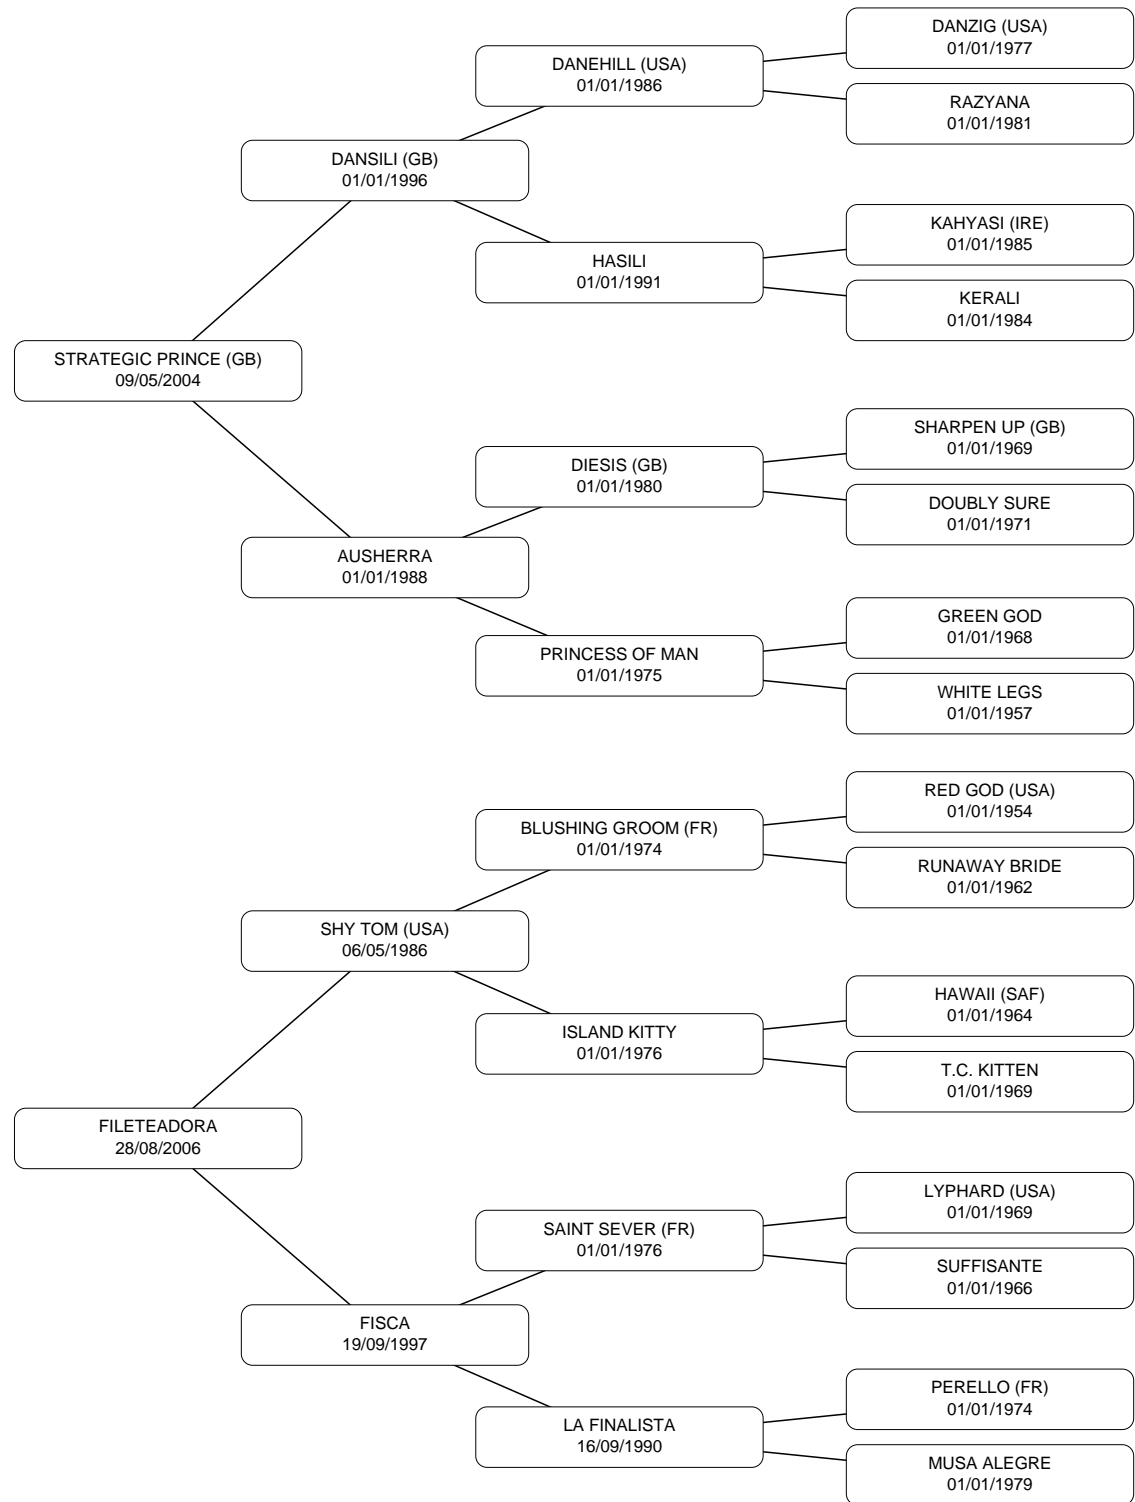 DANZIG (USA)
01/01/1977
DANEHILL (USA)
01/01/1986
RAZYANA
01/01/1981
DANSILI (GB)
01/01/1996
KAHYASI (IRE)
01/01/1985
HASILI
01/01/1991
KERALI
01/01/1984
STRATEGIC PRINCE (GB)
09/05/2004
SHARPEN UP (GB)
01/01/1969
DIESIS (GB)
01/01/1980
DOUBLY SURE
01/01/1971
AUSHERRA
01/01/1988
GREEN GOD
01/01/1968
PRINCESS OF MAN
01/01/1975
WHITE LEGS
01/01/1957
RED GOD (USA)
01/01/1954
BLUSHING GROOM (FR)
01/01/1974
RUNAWAY BRIDE
01/01/1962
SHY TOM (USA)
06/05/1986
HAWAII (SAF)
01/01/1964
ISLAND KITTY
01/01/1976
T.C. KITTEN
01/01/1969
FILETEADORA
28/08/2006
LYPHARD (USA)
01/01/1969
SAINT SEVER (FR)
01/01/1976
SUFFISANTE
01/01/1966
FISCA
19/09/1997
PERELLO (FR)
01/01/1974
LA FINALISTA
16/09/1990
MUSA ALEGRE
01/01/1979